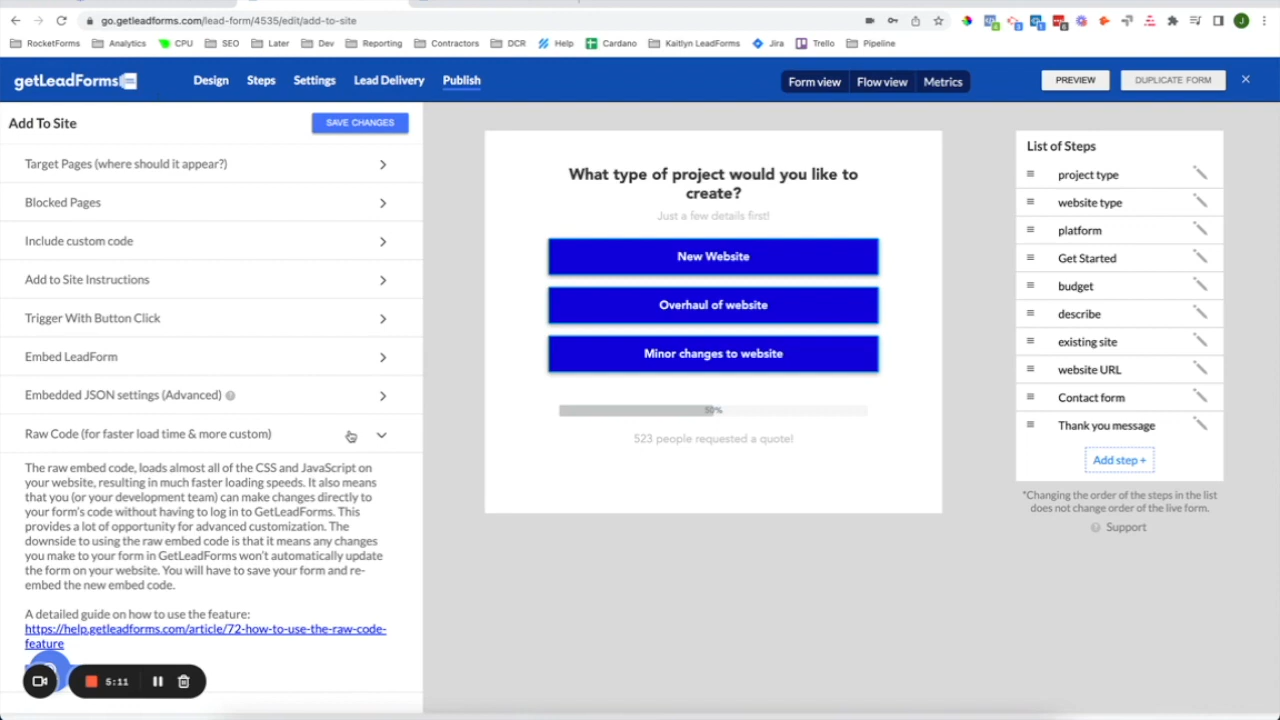 go.getleadforms.com/lead-form/4535/edit/add-to-site
J
RocketForms
Analytics
CPU
SEO
Later
Dev
Reporting
Contractors
DCR
Help
Cardano
Kaitlyn LeadForms
Jira
Trello
Pipeline
getLeadForms
Design
Steps
Settings
Lead Delivery
Publish
Form view
Flow view
Metrics
PREVIEW
DUPLICATE FORM
Add To Site
SAVE CHANGES
Target Pages (where should it appear?)
Blocked Pages
Include custom code
Add to Site Instructions
Trigger With Button Click
Embed LeadForm
Embedded JSON settings (Advanced)
Raw Code (for faster load time & more custom)
The raw embed code, loads almost all of the CSS and JavaScript on
your website, resulting in much faster loading speeds. It also means
that you (or your development team) can make changes directly to
your form's code without having to log in to GetLeadForms. This
provides a lot of opportunity for advanced customization. The
downside to using the raw embed code is that it means any changes
you make to your form in GetLeadForms won't automatically update
the form on your website. You will have to save your form and re-
embed the new embed code.
A detailed guide on how to use the feature:
https://help.getleadforms.com/article/72-how-to-use-the-raw-code-
feature
5:11
What type of project would you like to
create?
Just a few details first!
New Website
Overhaul of website
Minor changes to website
50%
523 people requested a quote!
List of Steps
project type
website type
platform
Get Started
budget
describe
existing site
website URL
Contact form
Thank you message
Add step +
*Changing the order of the steps in the list
does not change order of the live form.
Support